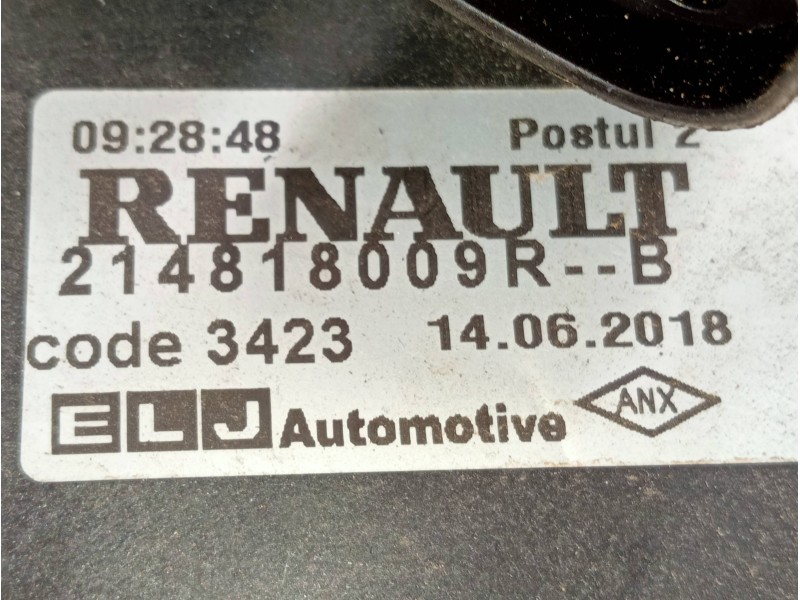 09:28:48 Postul 2
RENAULT
214818009R--B
code 3423 14.06.2018
ELJ Automotive ANX